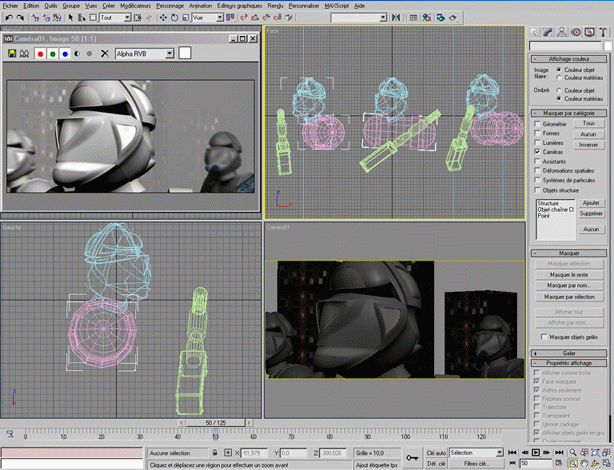 Fichier Edition Outils Groupe Vues Créer Modificateurs Personnage Animation Editeurs graphiques Rendu Personnaliser MAXScript Aide
Tout
Vue
Caméra01, Image 50 [1:1]
Alpha RVB
Face
Gauche
Caméra01
Affichage couleur
Image filaire:
Couleur objet
Couleur matériau
Ombré:
Couleur objet
Couleur matériau
Masquer par catégorie
Géométrie
Tous
Formes
Aucun
Lumières
Inverser
Caméras
Assistants
Déformations spatiales
Systèmes de particules
Objets structure
Structure
Objet chaîne CI
Point
Ajouter
Supprimer
Aucun
Masquer
Masquer sélection
Masquer le reste
Masquer par nom...
Masquer par sélection
Afficher tout
Afficher par nom...
Masquer objets gelés
Geler
Propriétés affichage
Afficher comme boîte
Face masquée
Arêtes seulement
Repères sommet
Trajectoire
Transparent
Ignorer cadrage
Afficher objets gelés en gris
50 / 125
0 10 20 30 40 50 60 70 80 90 100 110 120
Aucune sélection
X: -51,979
Y: 0,0
Z: 300,026
Grille = 10,0
Clé auto
Sélection
Cliquez et déplacez une région pour effectuer un zoom avant
Ajout étiquette tps
Déf. clé
Filtres clé...
50